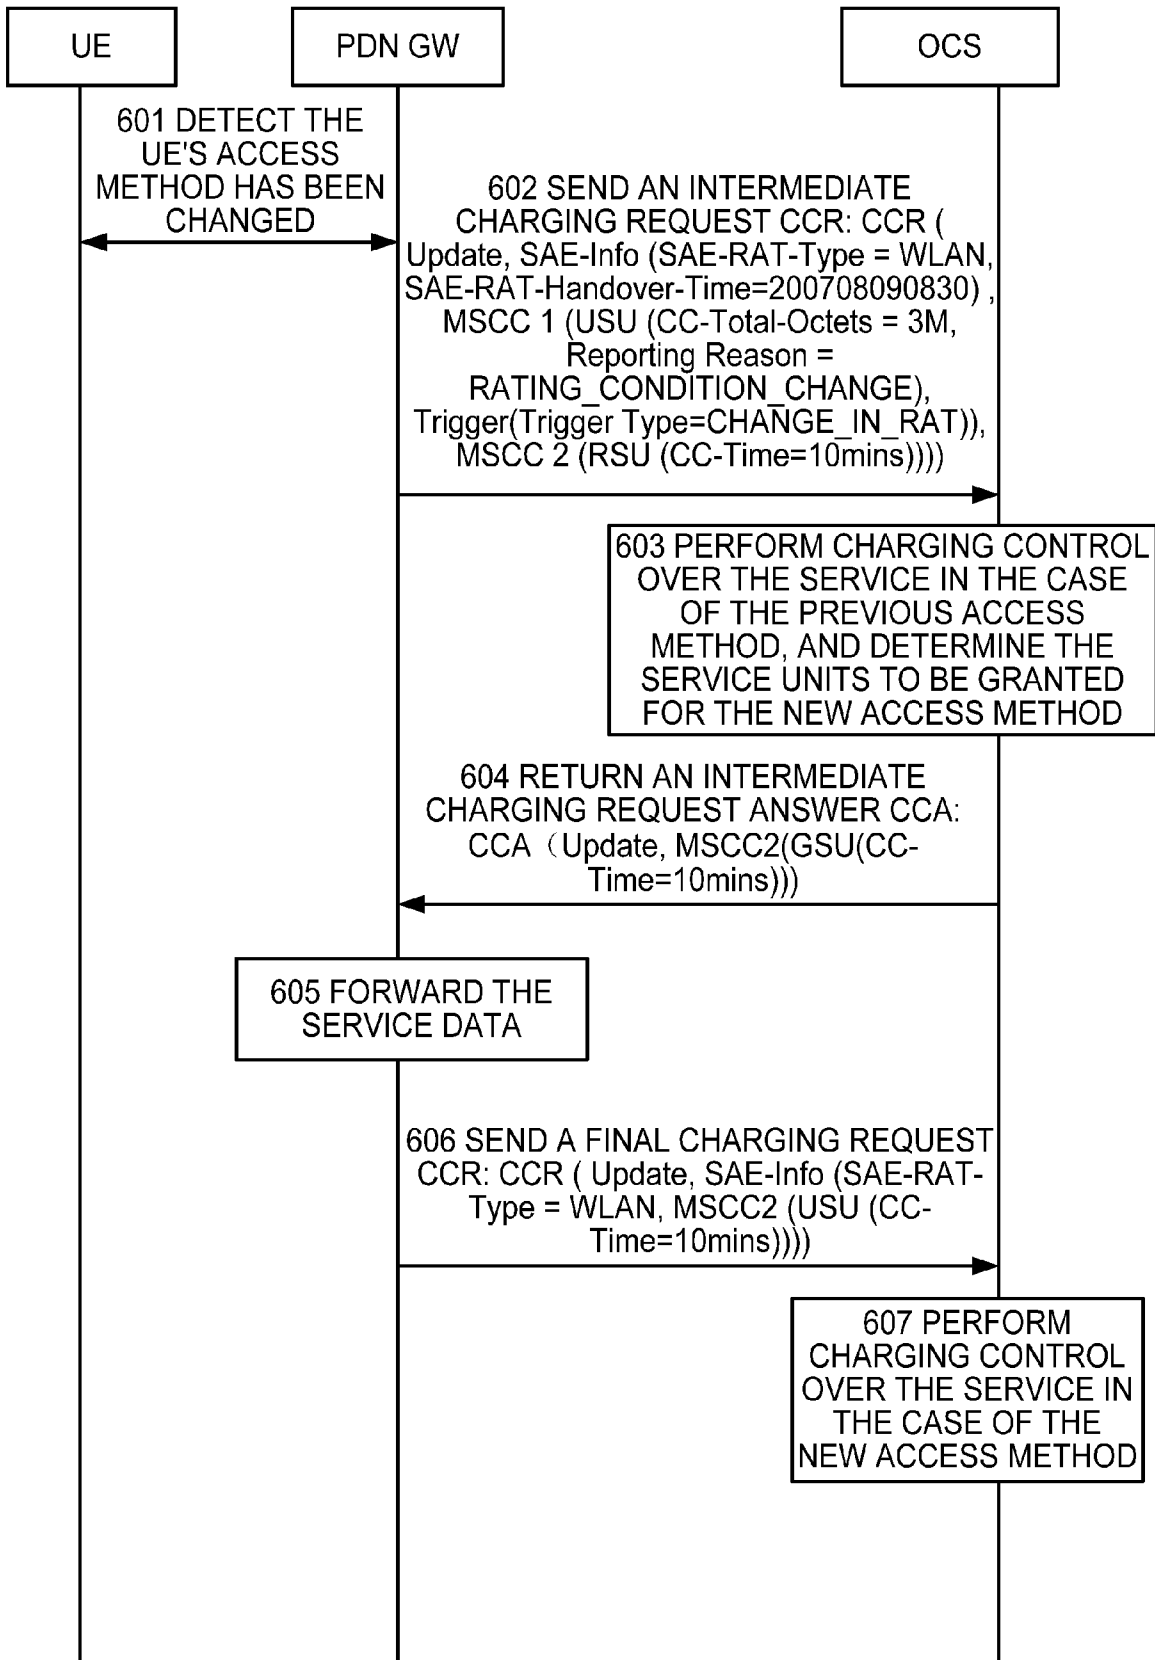 UE
PDN GW
OCS
601 DETECT THE
UE'S ACCESS
METHOD HAS BEEN
CHANGED
602 SEND AN INTERMEDIATE
CHARGING REQUEST CCR: CCR (
Update, SAE-Info (SAE-RAT-Type = WLAN,
SAE-RAT-Handover-Time=200708090830) ,
MSCC 1 (USU (CC-Total-Octets = 3M,
Reporting Reason =
RATING_CONDITION_CHANGE),
Trigger(Trigger Type=CHANGE_IN_RAT)),
MSCC 2 (RSU (CC-Time=10mins))))
603 PERFORM CHARGING CONTROL
OVER THE SERVICE IN THE CASE
OF THE PREVIOUS ACCESS
METHOD, AND DETERMINE THE
SERVICE UNITS TO BE GRANTED
FOR THE NEW ACCESS METHOD
604 RETURN AN INTERMEDIATE
CHARGING REQUEST ANSWER CCA:
CCA（Update, MSCC2(GSU(CC-
Time=10mins)))
605 FORWARD THE
SERVICE DATA
606 SEND A FINAL CHARGING REQUEST
CCR: CCR ( Update, SAE-Info (SAE-RAT-
Type = WLAN, MSCC2 (USU (CC-
Time=10mins))))
607 PERFORM
CHARGING CONTROL
OVER THE SERVICE IN
THE CASE OF THE
NEW ACCESS METHOD